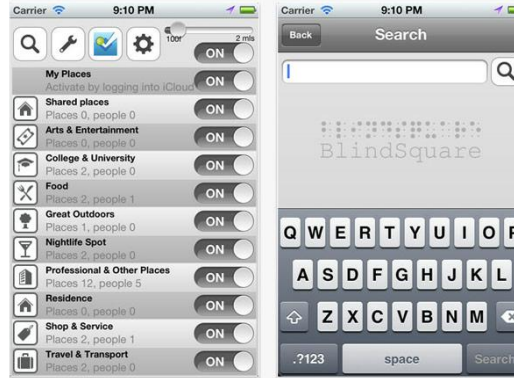 Carrier 9:10 PM
100f 2 mls
ON
My Places
Activate by logging into iCloud
ON
Shared places
Places 0, people 0
ON
Arts & Entertainment
Places 0, people 0
ON
College & University
Places 2, people 0
ON
Food
Places 2, people 1
ON
Great Outdoors
Places 1, people 0
ON
Nightlife Spot
Places 2, people 0
ON
Professional & Other Places
Places 12, people 5
ON
Residence
Places 0, people 0
ON
Shop & Service
Places 2, people 1
ON
Travel & Transport
Places 2, people 0
ON
Carrier 9:10 PM
Back Search
BlindSquare
Q W E R T Y U I O P
A S D F G H J K L
Z X C V B N M
.?123 space Search